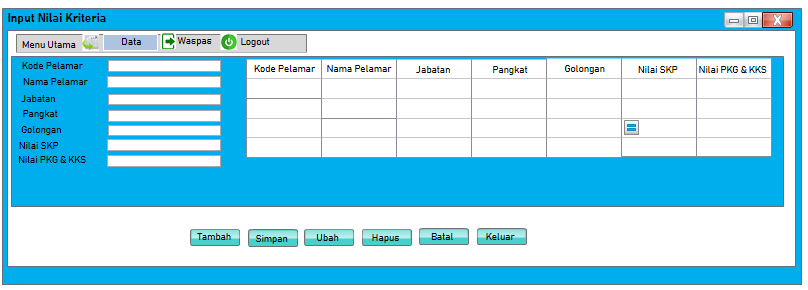 Input Nilai Kriteria
Menu Utama Data Waspas Logout
Kode Pelamar
Nama Pelamar
Jabatan
Pangkat
Golongan
Nilai SKP
Nilai PKG & KKS
Kode Pelamar Nama Pelamar Jabatan Pangkat Golongan Nilai SKP Nilai PKG & KKS
Tambah Simpan Ubah Hapus Batal Keluar